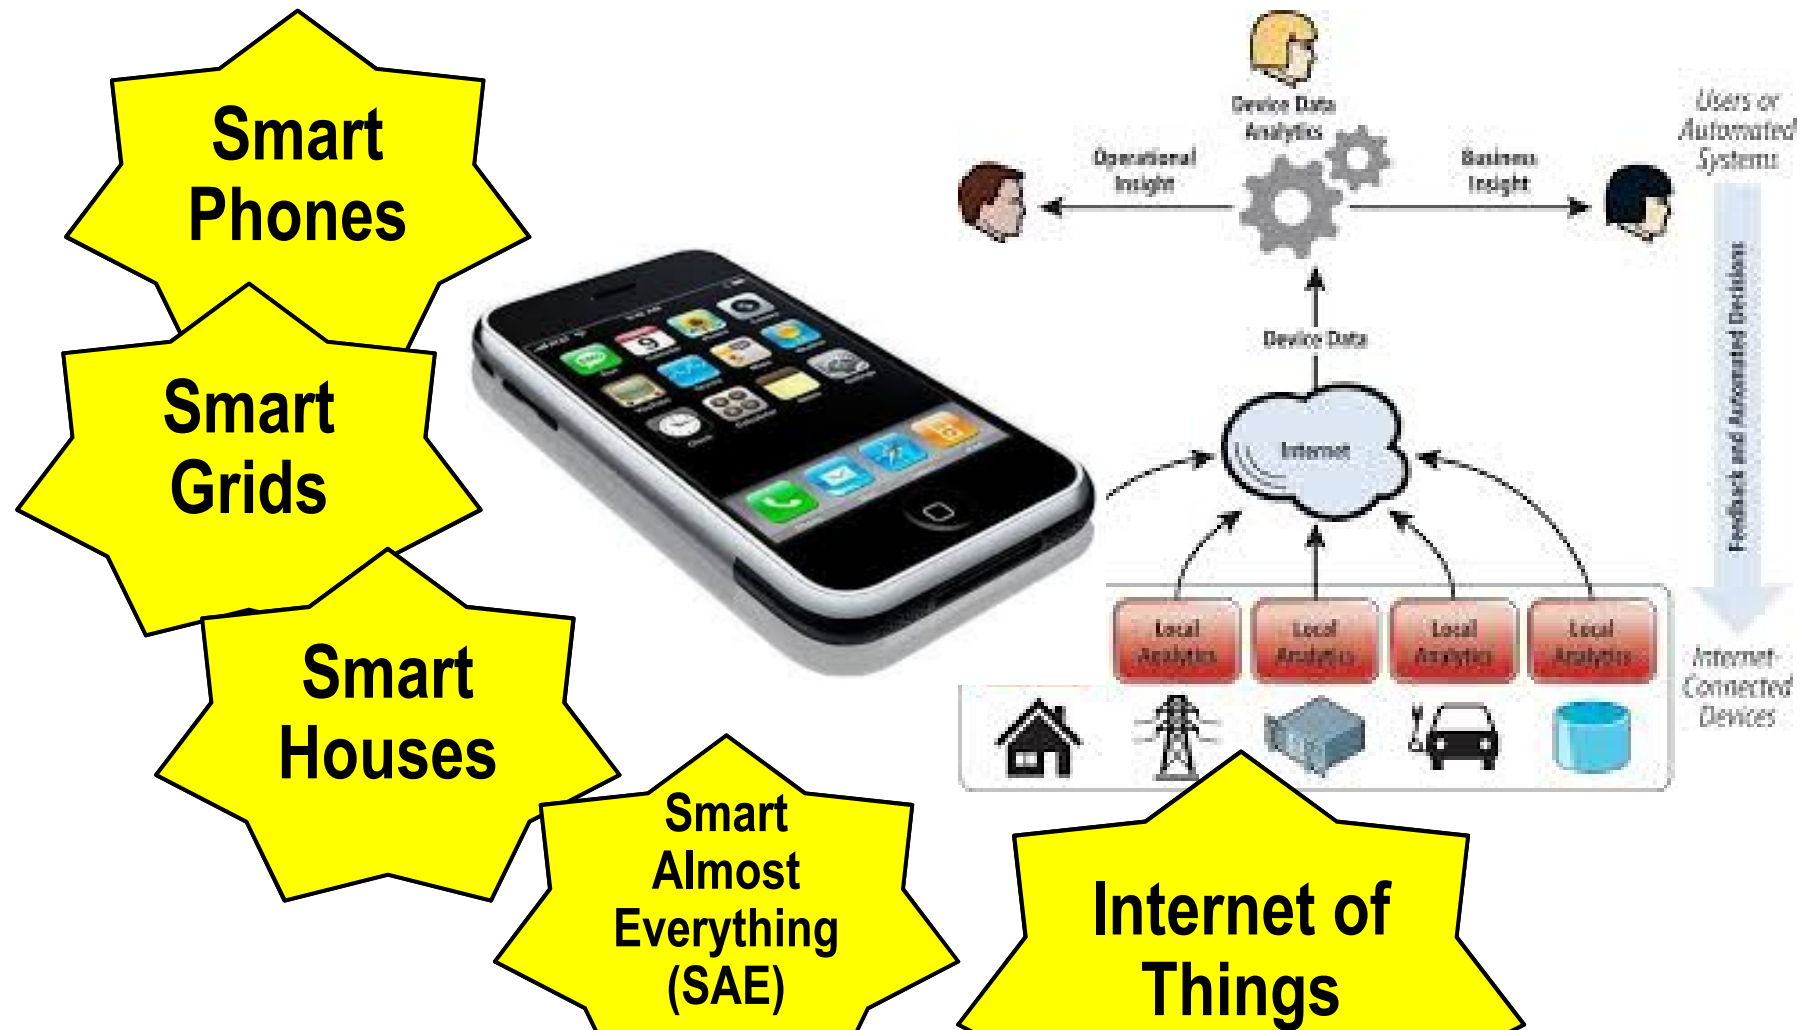 Smart
Phones
Smart
Grids
Smart
Houses
Smart
Almost
Everything
(SAE)
Internet of
Things
Device Data
Analytics
Operational
Insight
Business
Insight
Device Data
Internet
Local
Analytics
Local
Analytics
Local
Analytics
Local
Analytics
Users or
Automated
Systems
Feedback and Automated Decisions
Internet-
Connected
Devices
9
Clock